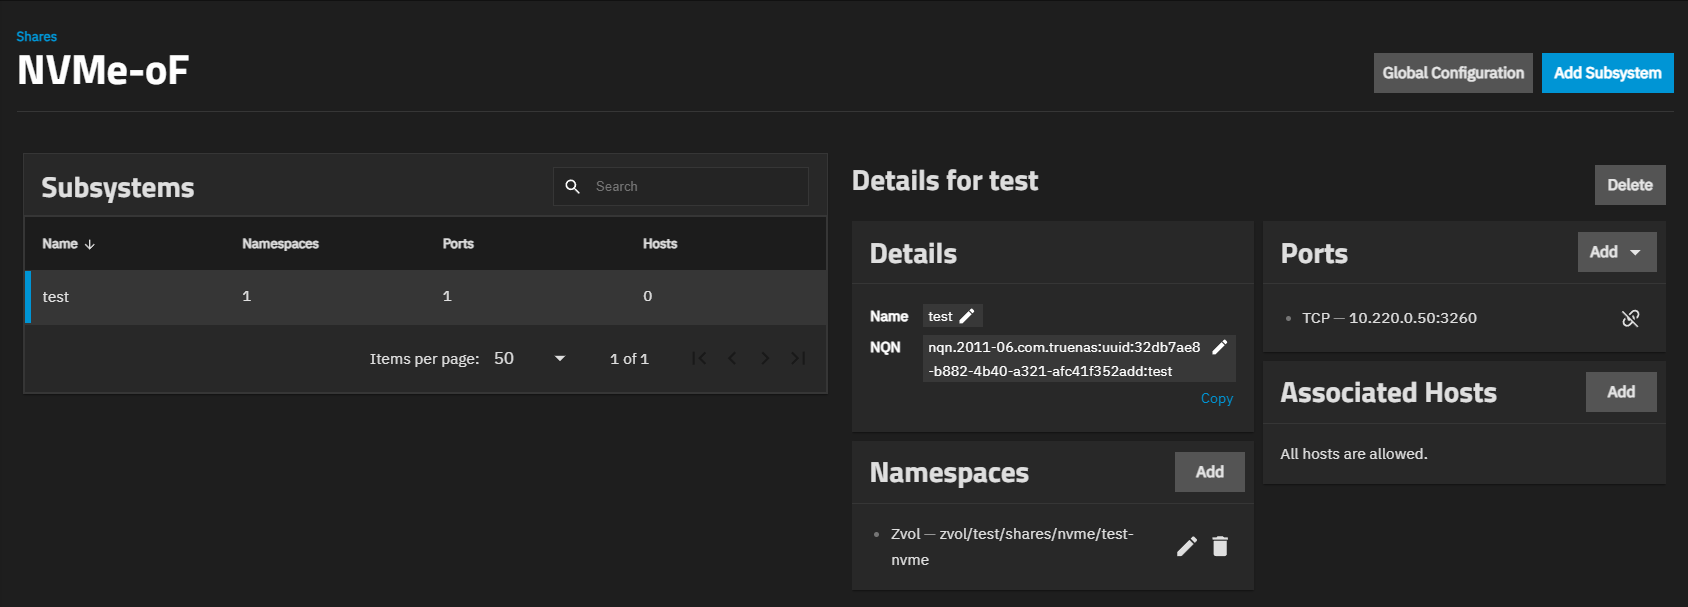 Shares
NVMe-oF
Global Configuration
Add Subsystem
Subsystems
Search
Name
Namespaces
Ports
Hosts
test
1
1
0
Items per page:
50
1 of 1
Details for test
Delete
Details
Name
test
NQN
nqn.2011-06.com.truenas:uuid:32db7ae8
-b882-4b40-a321-afc41f352add:test
Copy
Namespaces
Add
Zvol — zvol/test/shares/nvme/test-
nvme
Ports
Add
TCP — 10.220.0.50:3260
Associated Hosts
Add
All hosts are allowed.